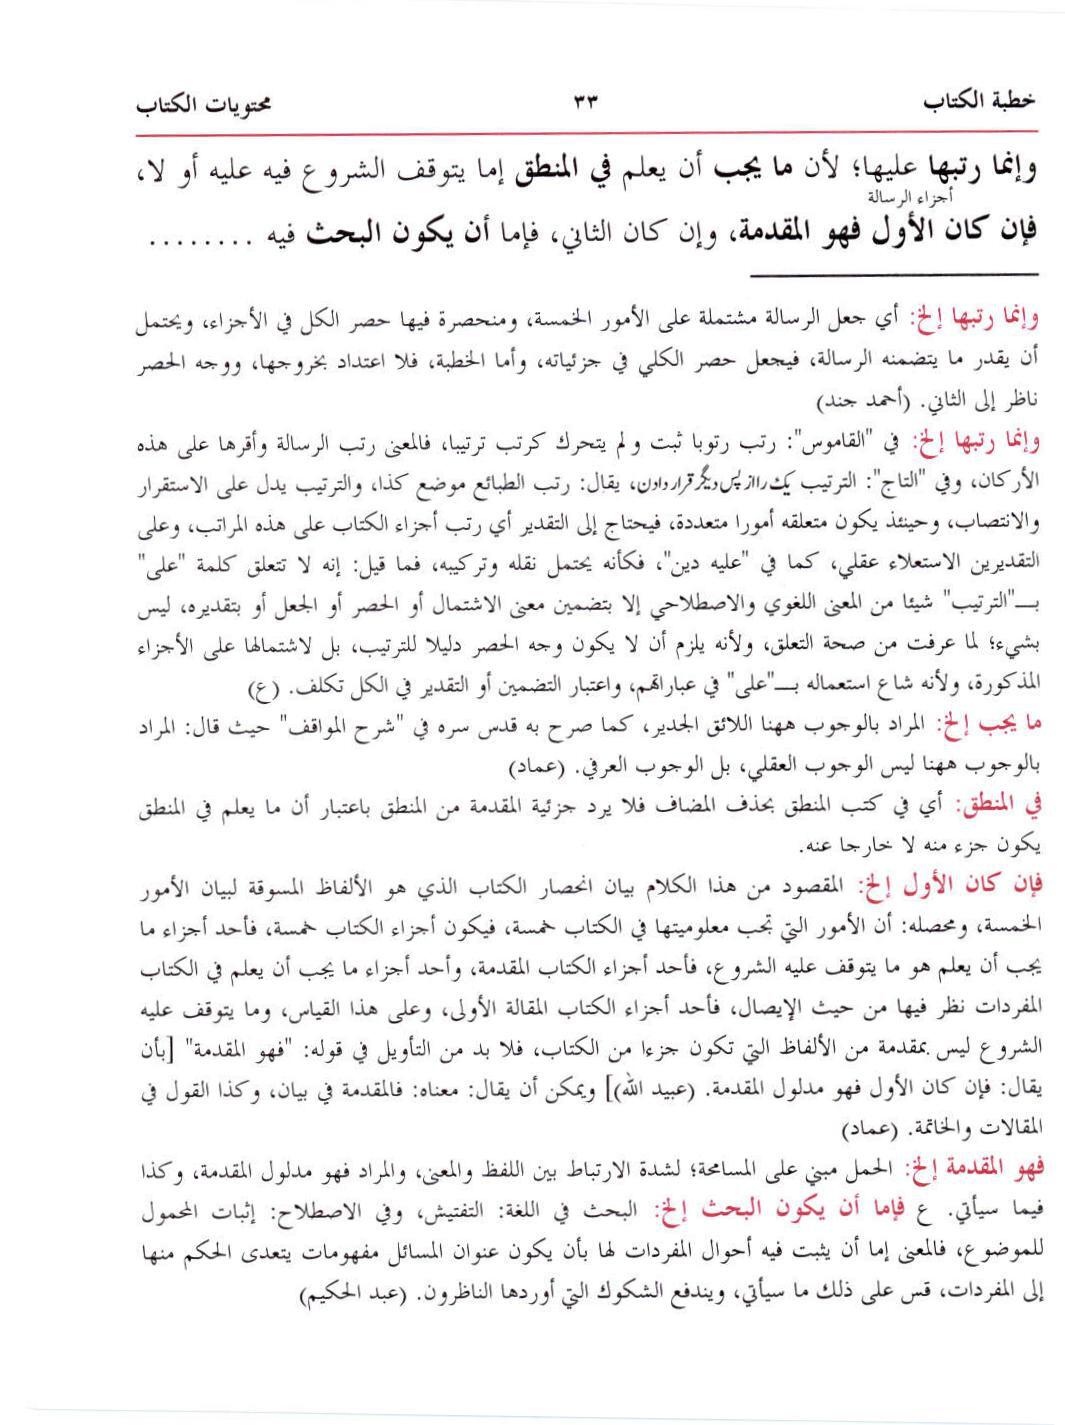 خطبة الكتاب ٣٣ محتويات الكتاب
وإنما رتبها عليها؛ لأن ما يجب أن يعلم في المنطق إما يتوقف الشروع فيه عليه أو لا،
أجزاء الرسالة
فإن كان الأول فهو المقدمة، وإن كان الثاني، فإما أن يكون البحث فيه ........
وإنما رتبها إلخ: أي جعل الرسالة مشتملة على الأمور الخمسة، ومنحصرة فيها حصر الكل في الأجزاء، ويحتمل
أن يقدر ما يتضمنه الرسالة، فيجعل حصر الكلي في جزئياته، وأما الخطبة، فلا اعتداد بخروجها، ووجه الحصر
ناظر إلى الثاني. (أحمد جند)
وإنما رتبها إلخ: في "القاموس": رتب رتوبا ثبت ولم يتحرك كرتب ترتيبا، فالمعنى رتب الرسالة وأقرها على هذه
الأركان، وفي "التاج": الترتيب یک را از پس دیگر قرار دادن، يقال: رتب الطبائع موضع كذا، والترتيب يدل على الاستقرار
والانتصاب، وحينئذ يكون متعلقه أمورا متعددة، فيحتاج إلى التقدير أي رتب أجزاء الكتاب على هذه المراتب، وعلى
التقديرين الاستعلاء عقلي، كما في "عليه دين"، فكأنه يحتمل نقله وتركيبه، فما قيل: إنه لا تتعلق كلمة "على"
بـ"الترتيب" شيئا من المعنى اللغوي والاصطلاحي إلا بتضمين معنى الاشتمال أو الحصر أو الجعل أو بتقديره، ليس
بشيء؛ لما عرفت من صحة التعلق، ولأنه يلزم أن لا يكون وجه الحصر دليلا للترتيب، بل لاشتمالها على الأجزاء
المذكورة، ولأنه شاع استعماله بـ"على" في عباراتهم، واعتبار التضمين أو التقدير في الكل تكلف. (ع)
ما يجب إلخ: المراد بالوجوب ههنا اللائق الجدير، كما صرح به قدس سره في "شرح المواقف" حيث قال: المراد
بالوجوب ههنا ليس الوجوب العقلي، بل الوجوب العرفي. (عماد)
في المنطق: أي في كتب المنطق بحذف المضاف فلا يرد جزئية المقدمة من المنطق باعتبار أن ما يعلم في المنطق
يكون جزء منه لا خارجا عنه.
فإن كان الأول إلخ: المقصود من هذا الكلام بيان انحصار الكتاب الذي هو الألفاظ المسوقة لبيان الأمور
الخمسة، ومحصله: أن الأمور التي تجب معلوميتها في الكتاب خمسة، فيكون أجزاء الكتاب خمسة، فأحد أجزاء ما
يجب أن يعلم هو ما يتوقف عليه الشروع، فأحد أجزاء الكتاب المقدمة، وأحد أجزاء ما يجب أن يعلم في الكتاب
المفردات نظر فيها من حيث الإيصال، فأحد أجزاء الكتاب المقالة الأولى، وعلى هذا القياس، وما يتوقف عليه
الشروع ليس بمقدمة من الألفاظ التي تكون جزءا من الكتاب، فلا بد من التأويل في قوله: "فهو المقدمة" [بأن
يقال: فإن كان الأول فهو مدلول المقدمة. (عبيد الله)] ويمكن أن يقال: معناه: فالمقدمة في بيان، وكذا القول في
المقالات والخاتمة. (عماد)
فهو المقدمة إلخ: الحمل مبني على المسامحة؛ لشدة الارتباط بين اللفظ والمعنى، والمراد فهو مدلول المقدمة، وكذا
فيما سيأتي. ع فإما أن يكون البحث إلخ: البحث في اللغة: التفتيش، وفي الاصطلاح: إثبات المحمول
للموضوع، فالمعنى إما أن يثبت فيه أحوال المفردات لها بأن يكون عنوان المسائل مفهومات يتعدى الحكم منها
إلى المفردات، قس على ذلك ما سيأتي، ويندفع الشكوك التي أوردها الناظرون. (عبد الحكيم)